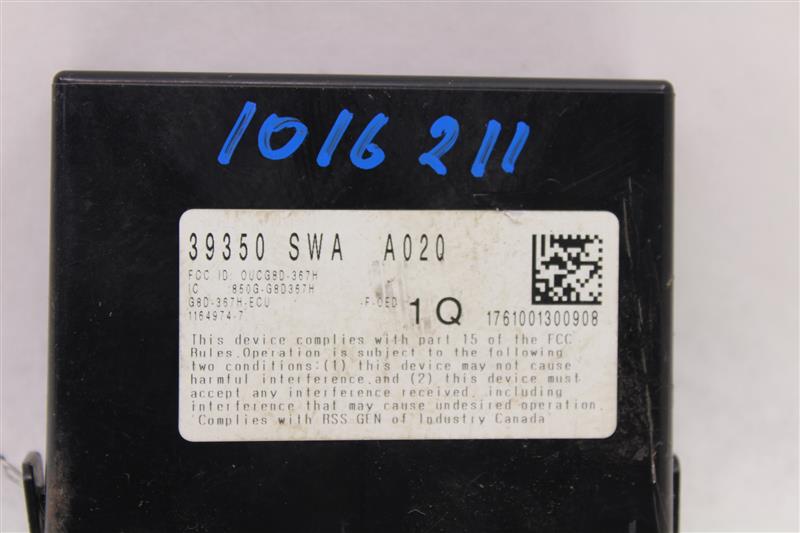 1016211
39350 SWA A02Q
FCC ID: OUCG8D-367H
IC 850G-G8D367H
G8D-367H-ECU -F-OED 1Q
1164974-7 1761001300908
This device complies with part 15 of the FCC
Rules.Operation is subject to the following
two conditions:(1) this device may not cause
harmful interference.and (2) this device must
accept any interference received, including
interference that may cause undesired operation.
'Complies with RSS GEN of Industry Canada'